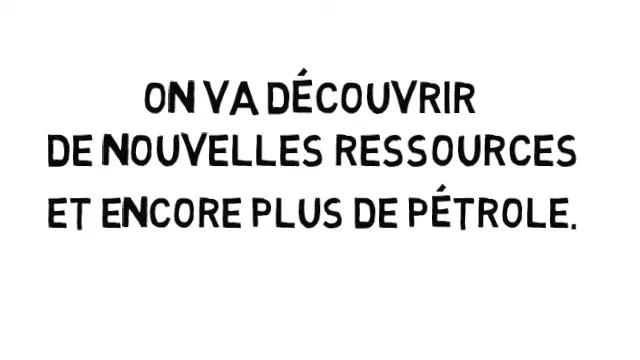 ON VA DÉCOUVRIR
DE NOUVELLES RESSOURCES
ET ENCORE PLUS DE PÉTROLE.